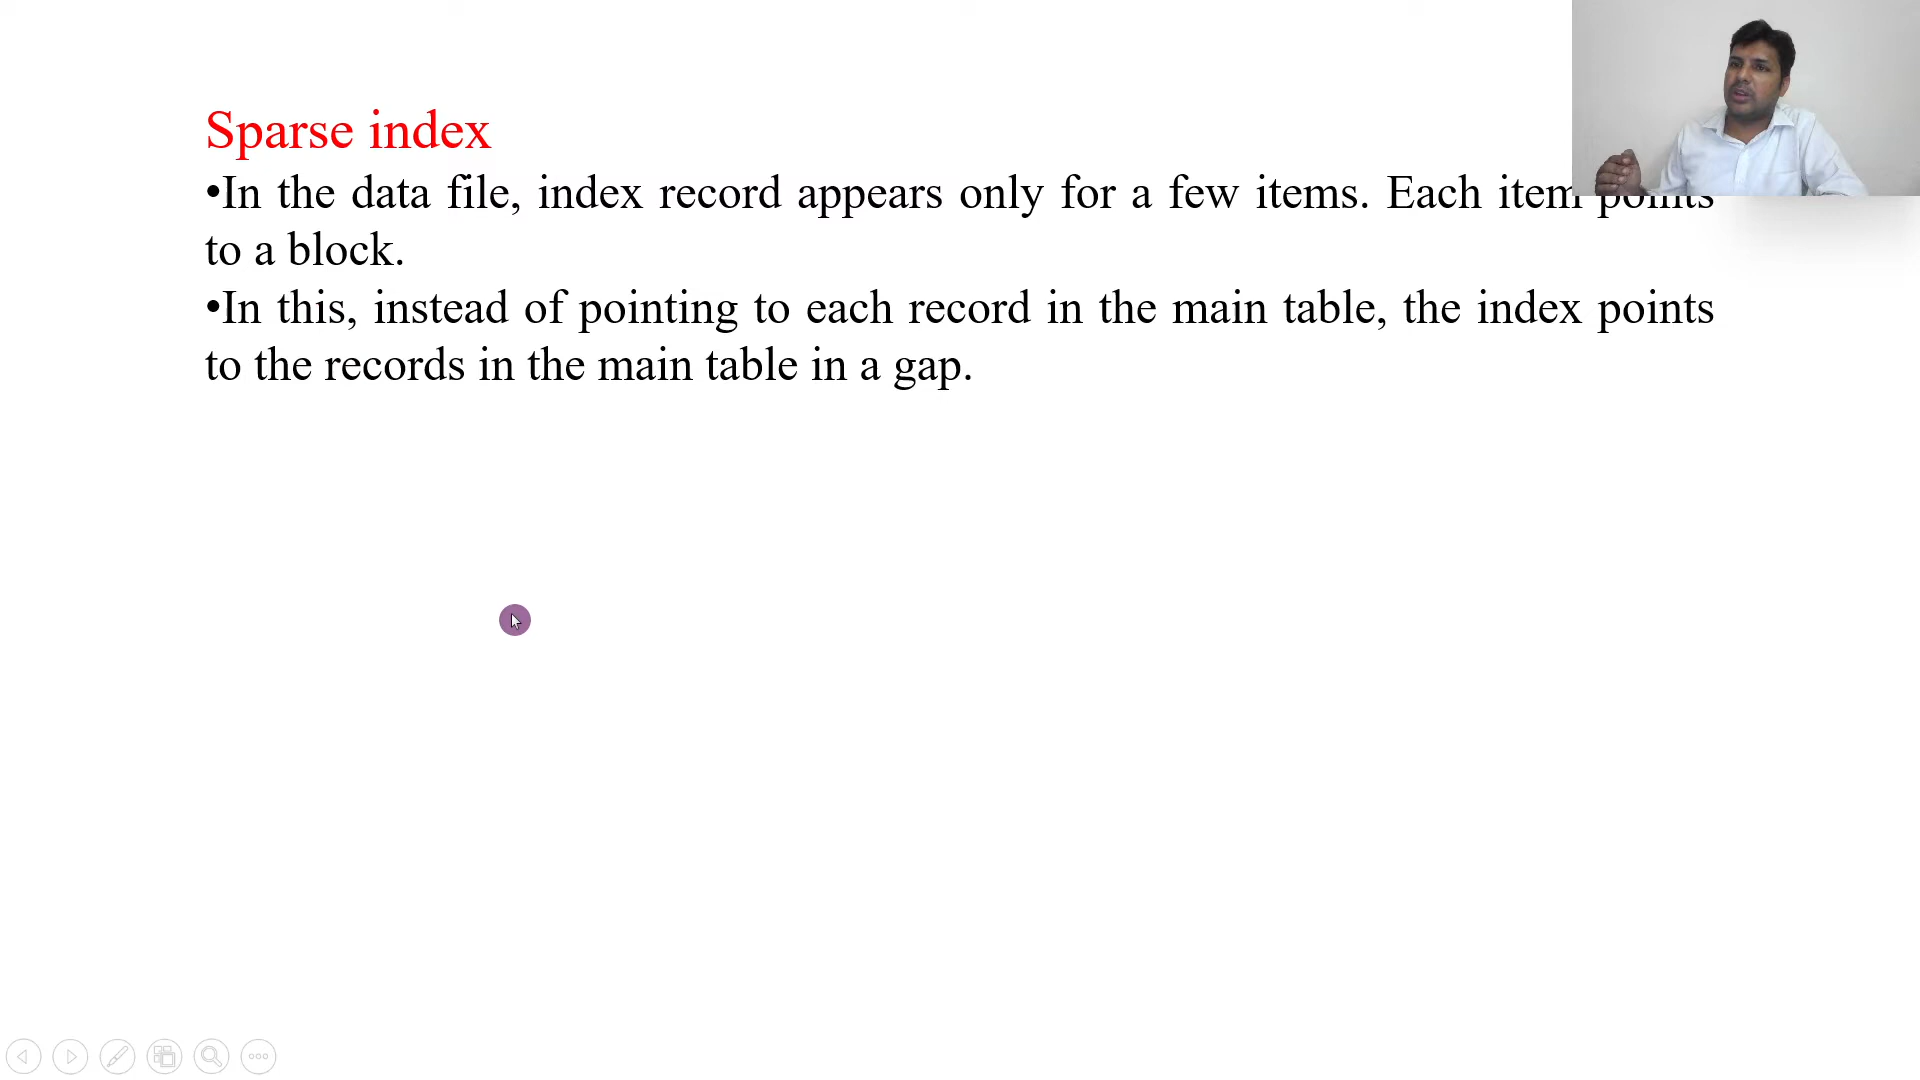 Sparse index
•In the data file, index record appears only for a few items. Each item points
to a block.
•In this, instead of pointing to each record in the main table, the index points
to the records in the main table in a gap.